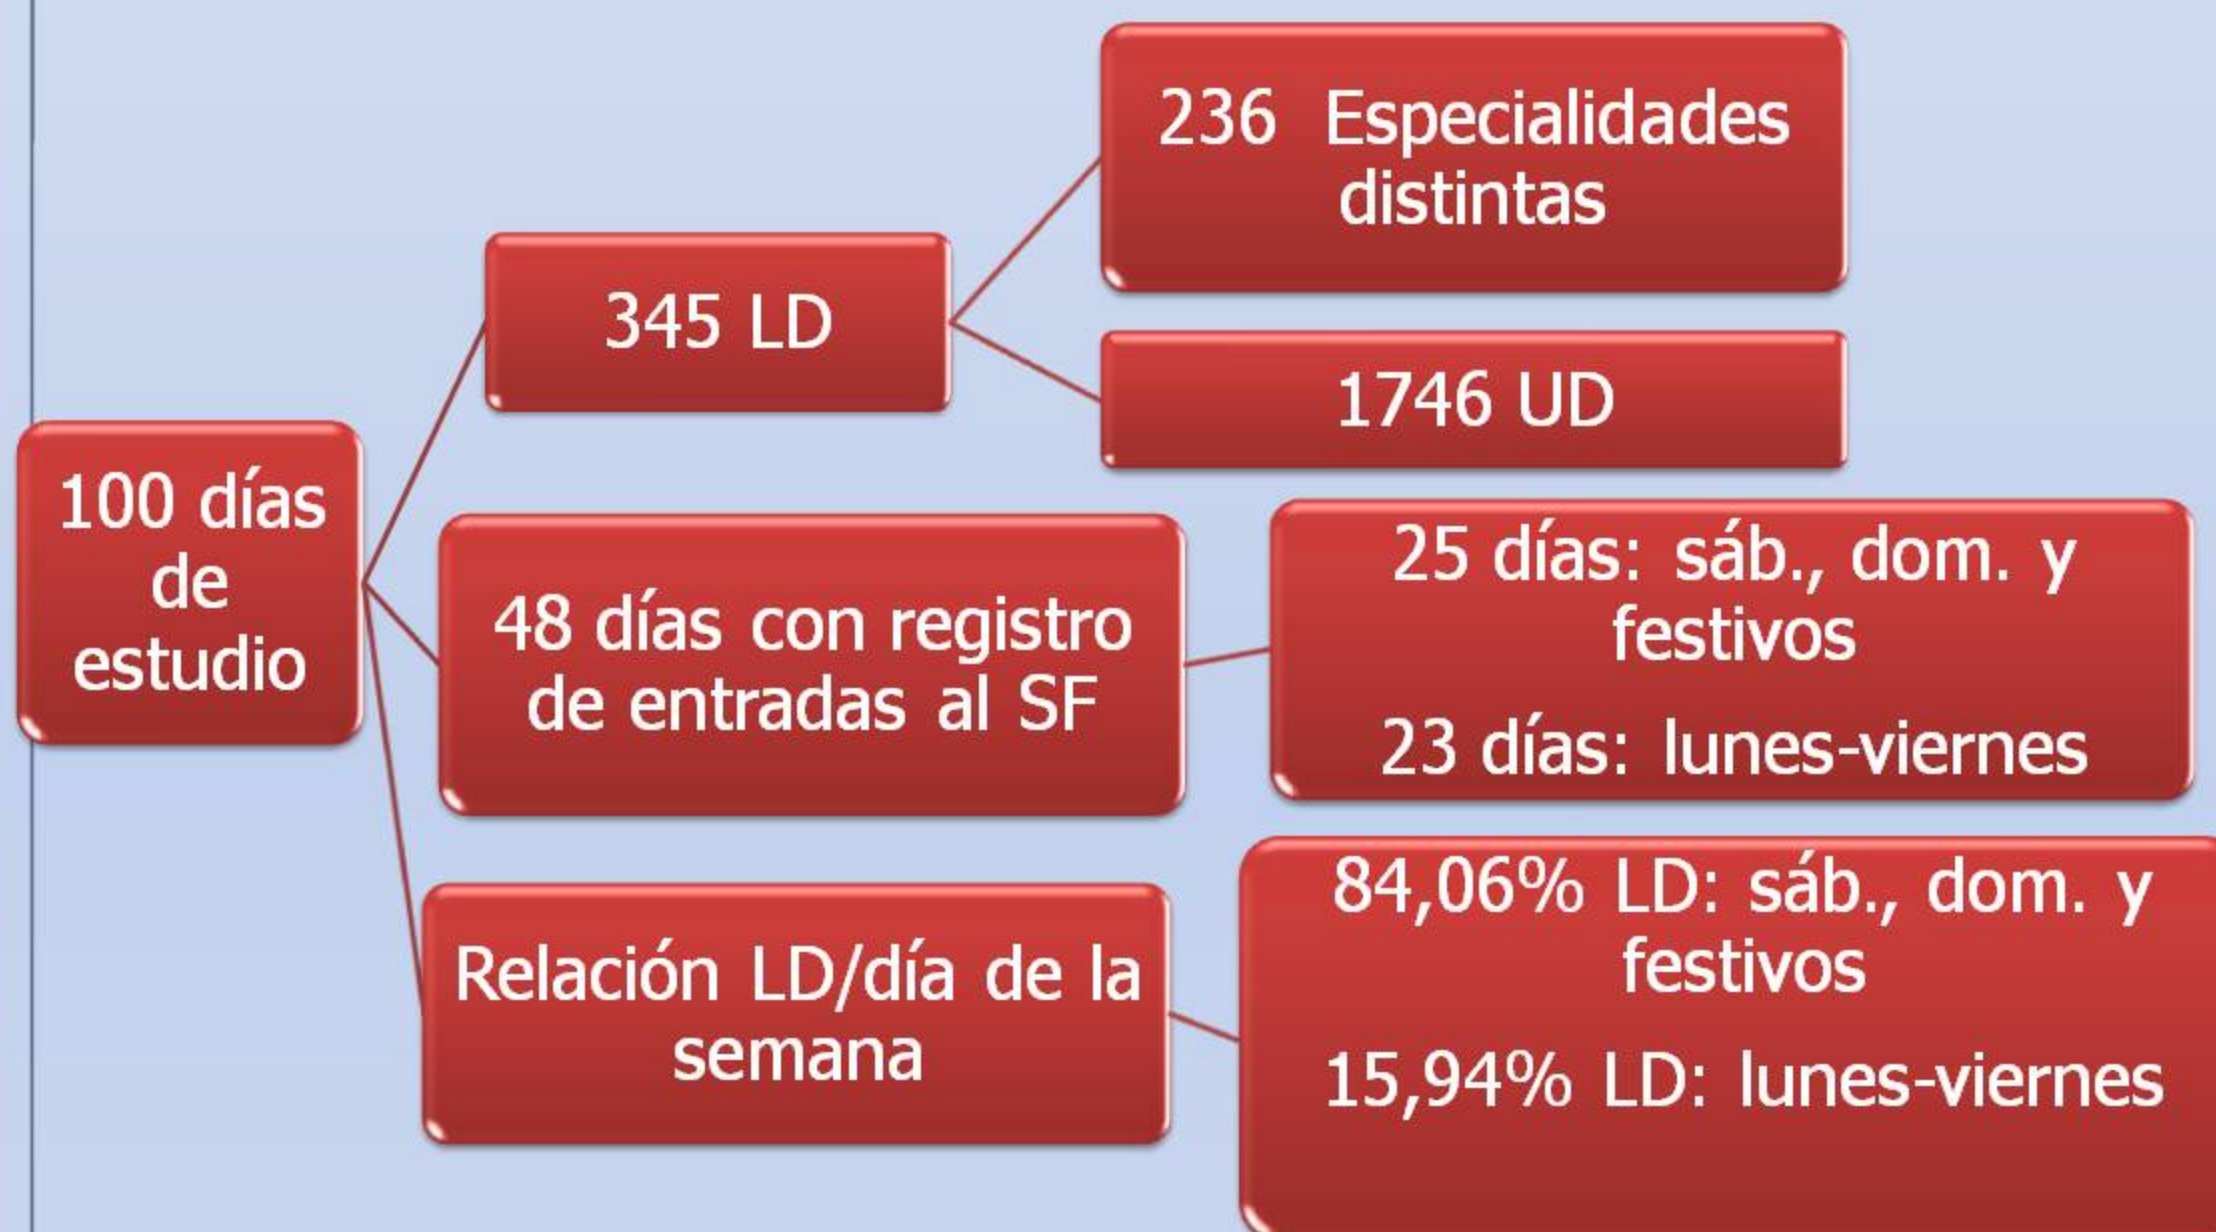 100 días
de
estudio
345 LD
236 Especialidades
distintas
1746 UD
48 días con registro
de entradas al SF
25 días: sáb., dom. y
festivos
23 días: lunes-viernes
Relación LD/día de la
semana
84,06% LD: sáb., dom. y
festivos
15,94% LD: lunes-viernes